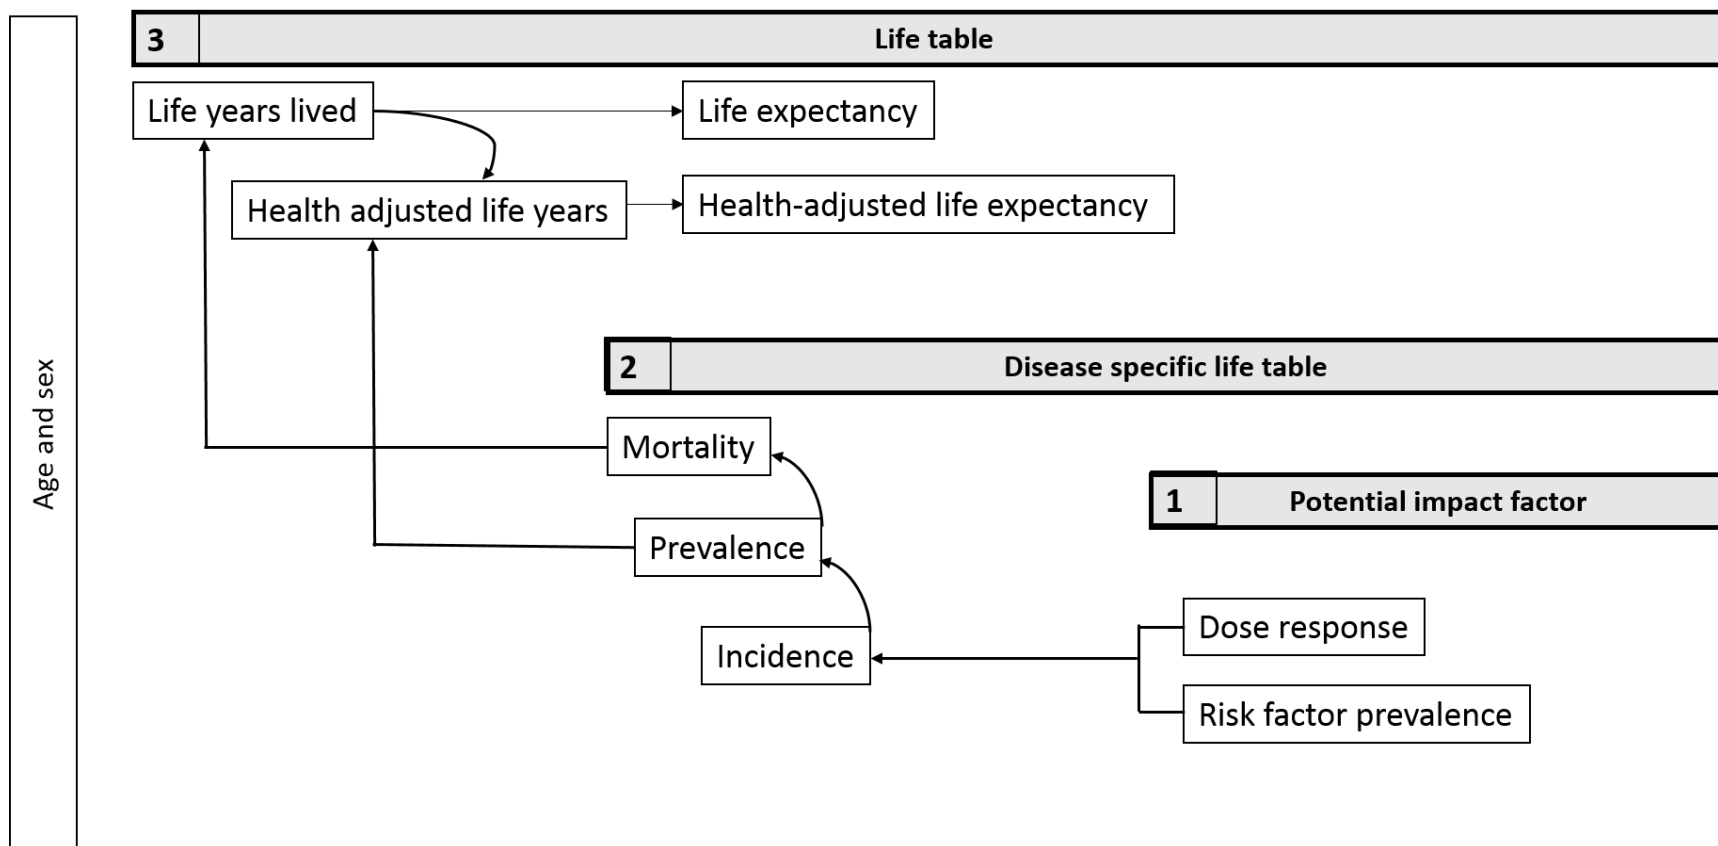 3 Life table
Life years lived
Life expectancy
Health adjusted life years
Health-adjusted life expectancy
Age and sex
2 Disease specific life table
Mortality
1 Potential impact factor
Prevalence
Dose response
Incidence
Risk factor prevalence